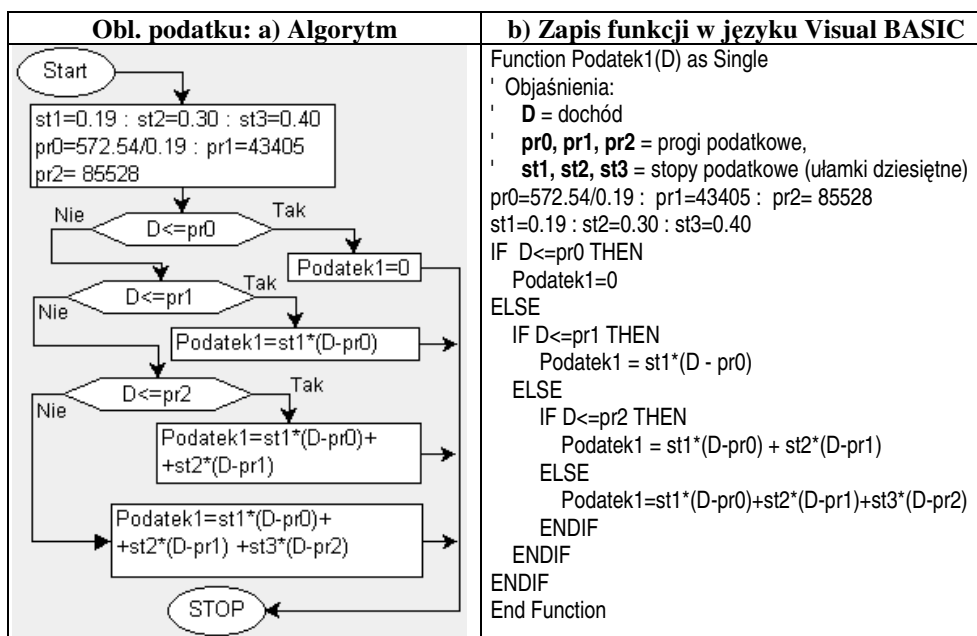 Obl. podatku: a) Algorytm
Start
st1=0.19 : st2=0.30 : st3=0.40
pr0=572.54/0.19 : pr1=43405
pr2= 85528
Nie
D<=pr0
Tak
Podatek1=0
Nie
D<=pr1
Tak
Podatek1=st1*(D-pr0)
Nie
D<=pr2
Tak
Podatek1=st1*(D-pr0)+
+st2*(D-pr1)
Podatek1=st1*(D-pr0)+
+st2*(D-pr1) +st3*(D-pr2)
STOP
b) Zapis funkcji w języku Visual BASIC
Function Podatek1(D) as Single
' Objaśnienia:
' D = dochód
' pr0, pr1, pr2 = progi podatkowe,
' st1, st2, st3 = stopy podatkowe (ułamki dziesiętne)
pr0=572.54/0.19 : pr1=43405 : pr2= 85528
st1=0.19 : st2=0.30 : st3=0.40
IF D<=pr0 THEN
Podatek1=0
ELSE
IF D<=pr1 THEN
Podatek1 = st1*(D - pr0)
ELSE
IF D<=pr2 THEN
Podatek1 = st1*(D-pr0) + st2*(D-pr1)
ELSE
Podatek1=st1*(D-pr0)+st2*(D-pr1)+st3*(D-pr2)
ENDIF
ENDIF
ENDIF
End Function